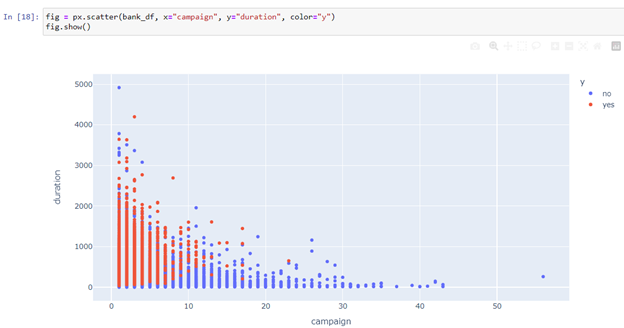 In [18]: fig = px.scatter(bank_df, x="campaign", y="duration", color="y")
fig.show()
y
no
yes
5000
4000
3000
2000
1000
0
duration
0 10 20 30 40 50
campaign